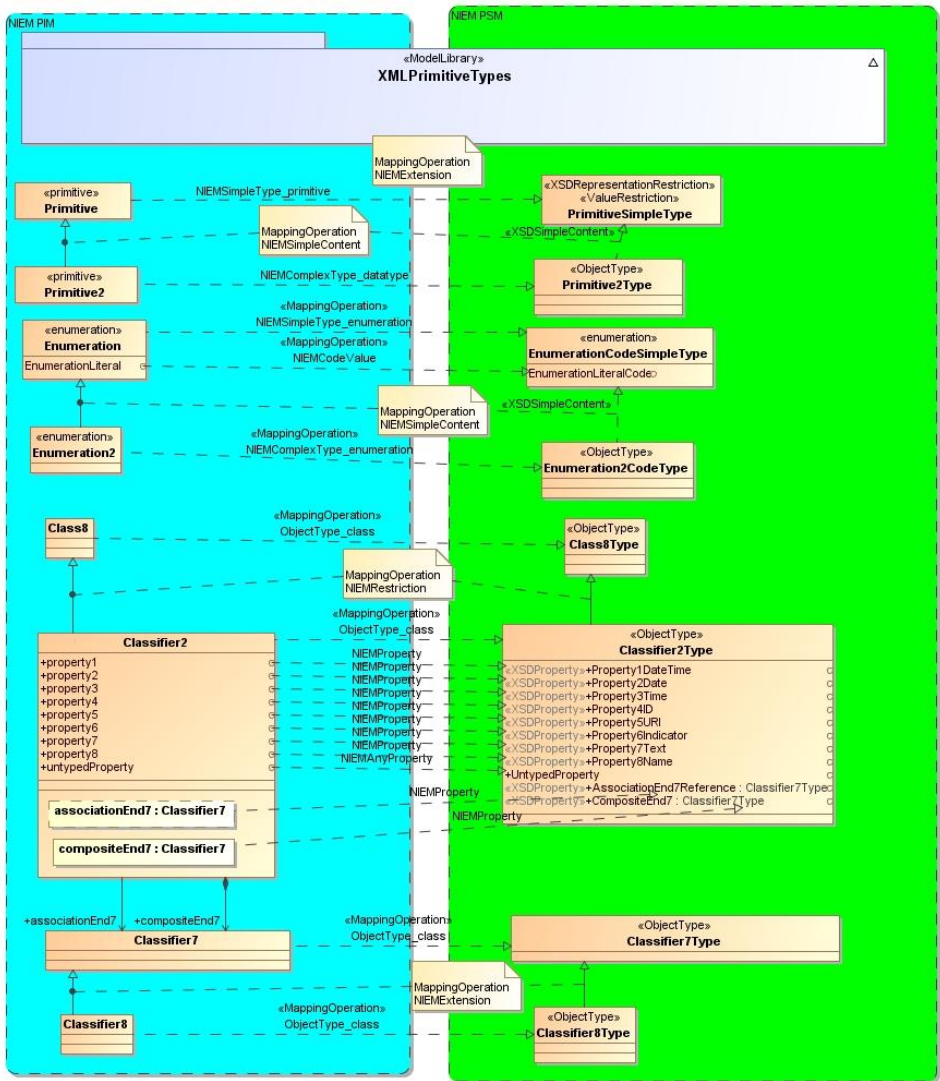 NIEM PIM
NIEM PSM
«ModelLibrary»
XMLPrimitiveTypes
MappingOperation
NIEMExtension
«primitive»
Primitive
NIEMSimpleType_primitive
«XSDRepresentationRestriction»
«ValueRestriction»
PrimitiveSimpleType
MappingOperation
NIEMSimpleContent
«XSDSimpleContent»
«primitive»
Primitive2
NIEMComplexType_datatype
«ObjectType»
Primitive2Type
«MappingOperation»
NIEMSimpleType_enumeration
«enumeration»
Enumeration
EnumerationLiteral
«MappingOperation»
NIEMCodeValue
«enumeration»
EnumerationCodeSimpleType
EnumerationLiteralCode
MappingOperation
NIEMSimpleContent
«XSDSimpleContent»
«enumeration»
Enumeration2
«MappingOperation»
NIEMComplexType_enumeration
«ObjectType»
Enumeration2CodeType
Class8
«MappingOperation»
ObjectType_class
«ObjectType»
Class8Type
MappingOperation
NIEMRestriction
«MappingOperation»
ObjectType_class
Classifier2
+property1
+property2
+property3
+property4
+property5
+property6
+property7
+property8
+untypedProperty
associationEnd7 : Classifier7
compositeEnd7 : Classifier7
NIEMProperty
NIEMProperty
NIEMProperty
NIEMProperty
NIEMProperty
NIEMProperty
NIEMProperty
NIEMProperty
NIEMAnyProperty
NIEMProperty
NIEMProperty
«ObjectType»
Classifier2Type
«XSDProperty»+Property1DateTime
«XSDProperty»+Property2Date
«XSDProperty»+Property3Time
«XSDProperty»+Property4ID
«XSDProperty»+Property5URI
«XSDProperty»+Property6Indicator
«XSDProperty»+Property7Text
«XSDProperty»+Property8Name
+UntypedProperty
«XSDProperty»+AssociationEnd7Reference : Classifier7Type
«XSDProperty»+CompositeEnd7 : Classifier7Type
+associationEnd7
+compositeEnd7
Classifier7
«MappingOperation»
ObjectType_class
«ObjectType»
Classifier7Type
MappingOperation
NIEMExtension
Classifier8
«MappingOperation»
ObjectType_class
«ObjectType»
Classifier8Type